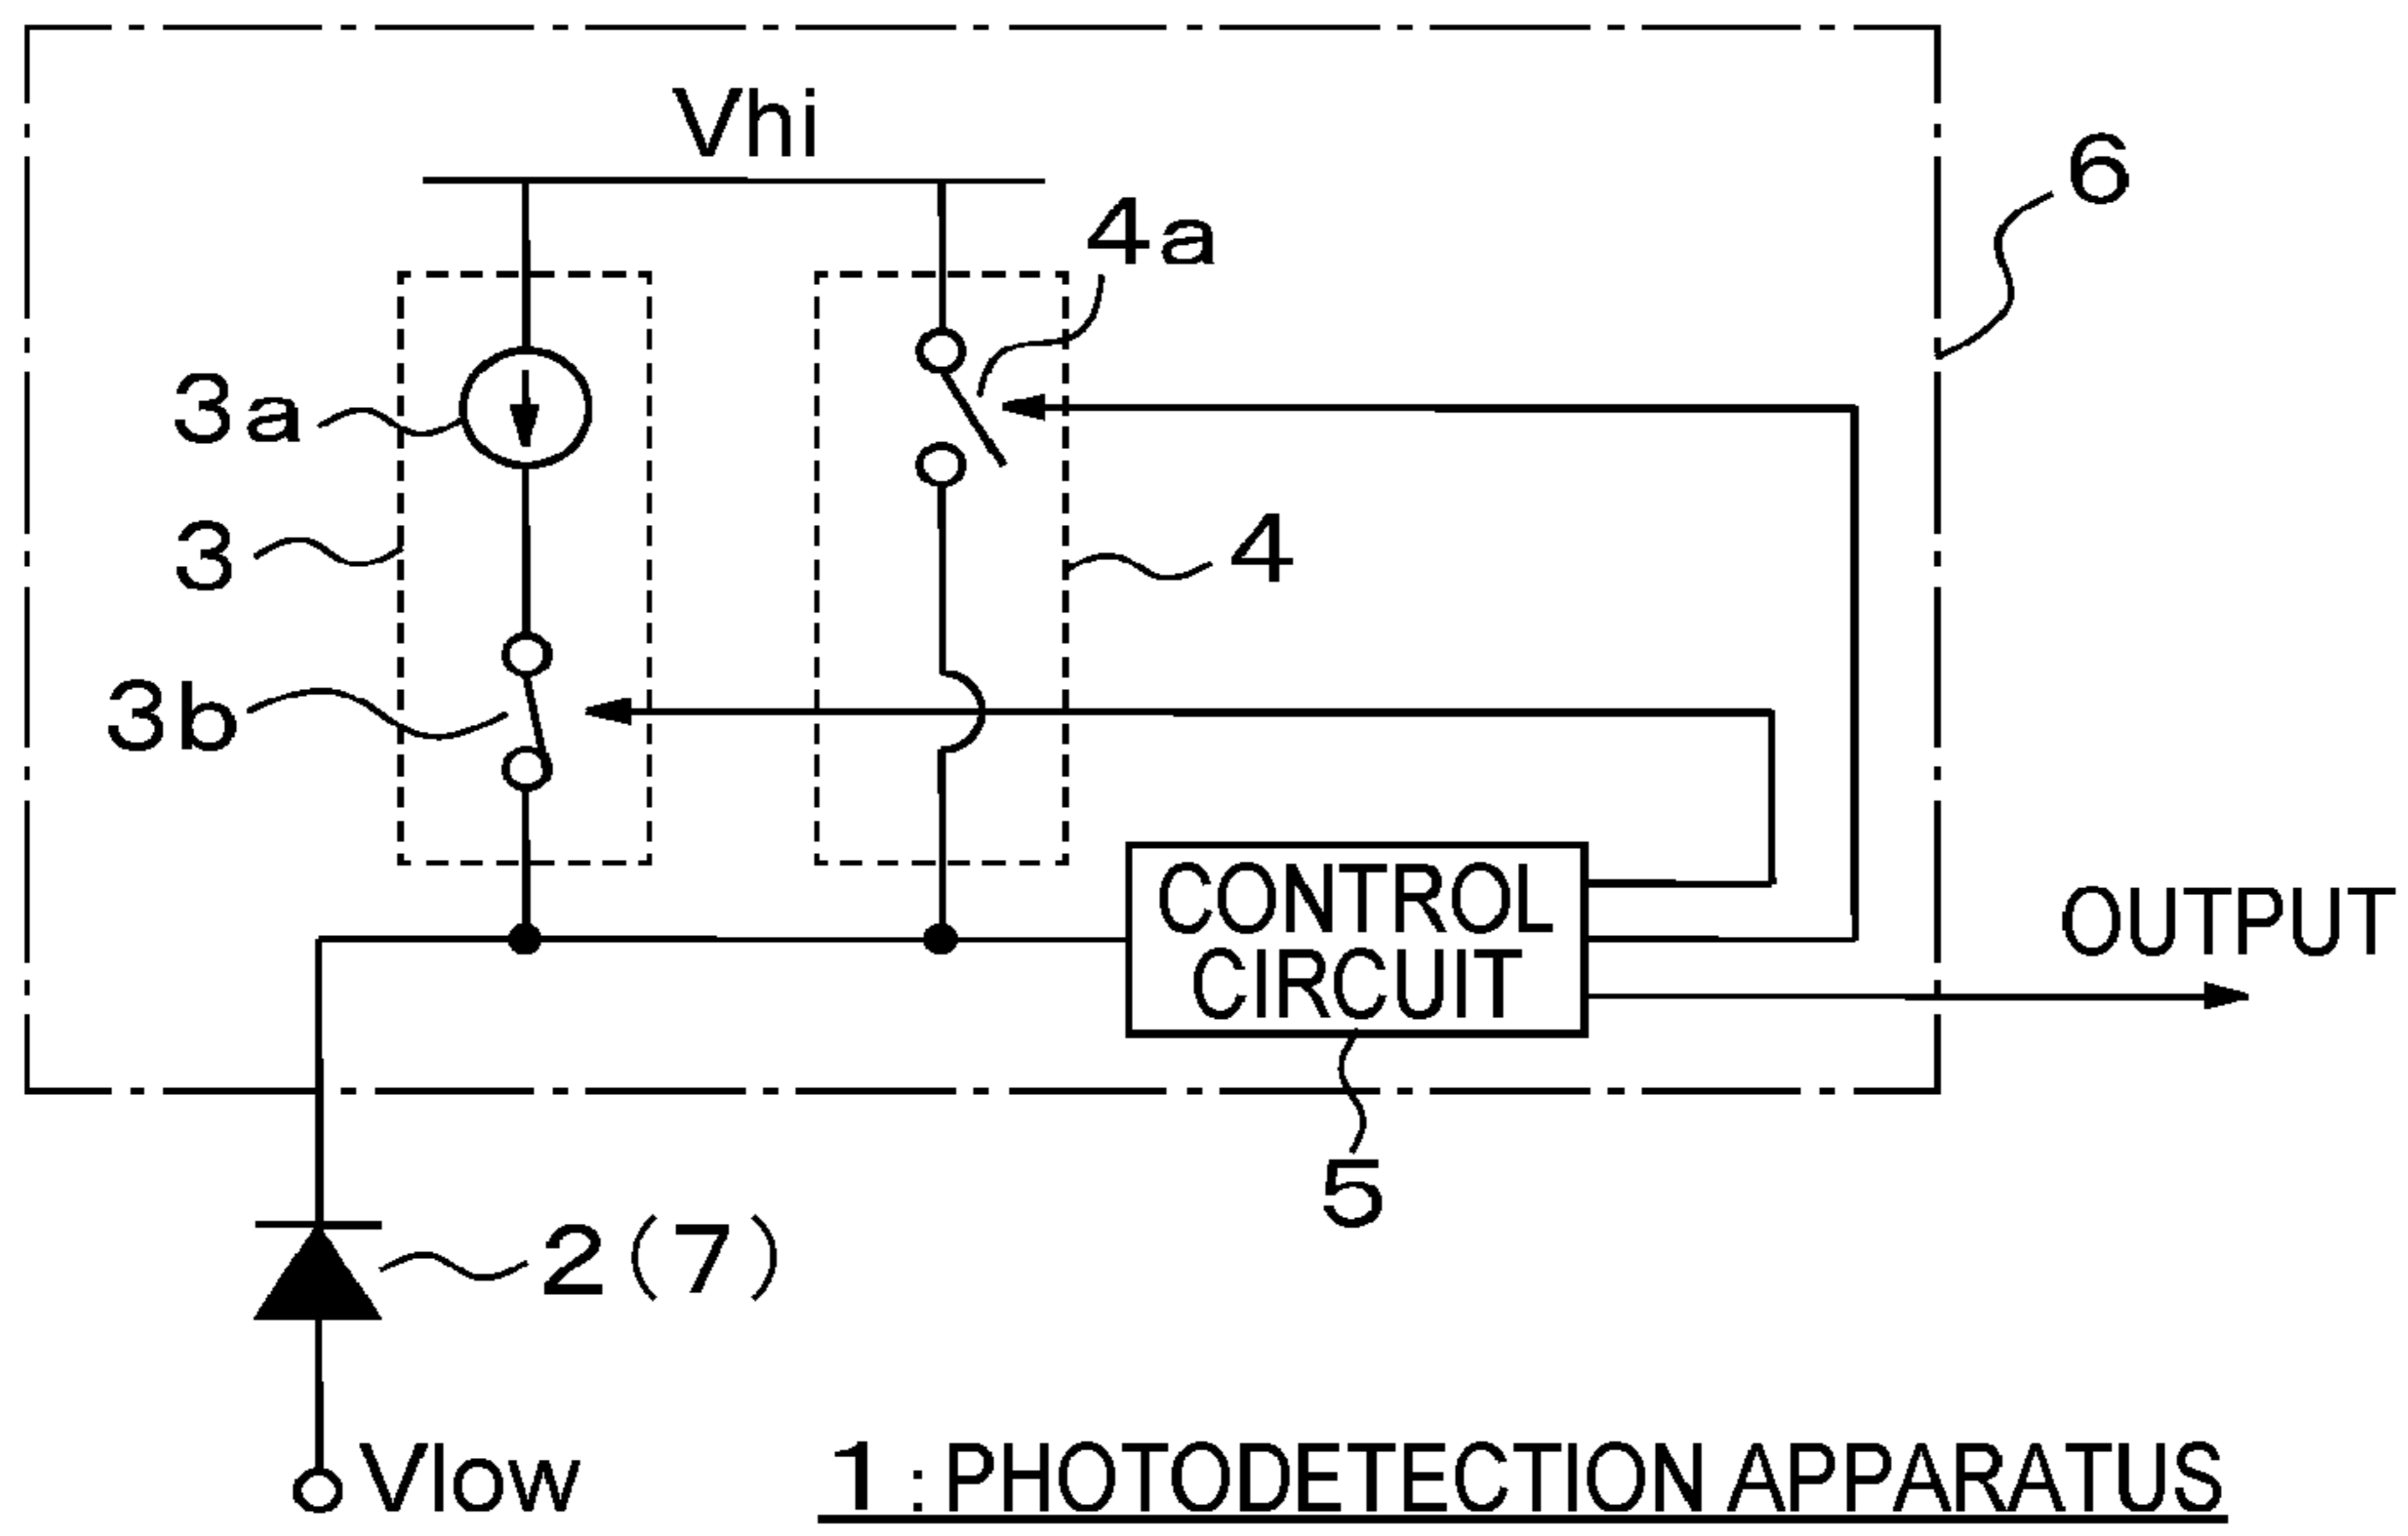 Vhi
6
4a
3a
3
4
3b
CONTROL
CIRCUIT
OUTPUT
5
2(7)
Vlow
1: PHOTODETECTION APPARATUS